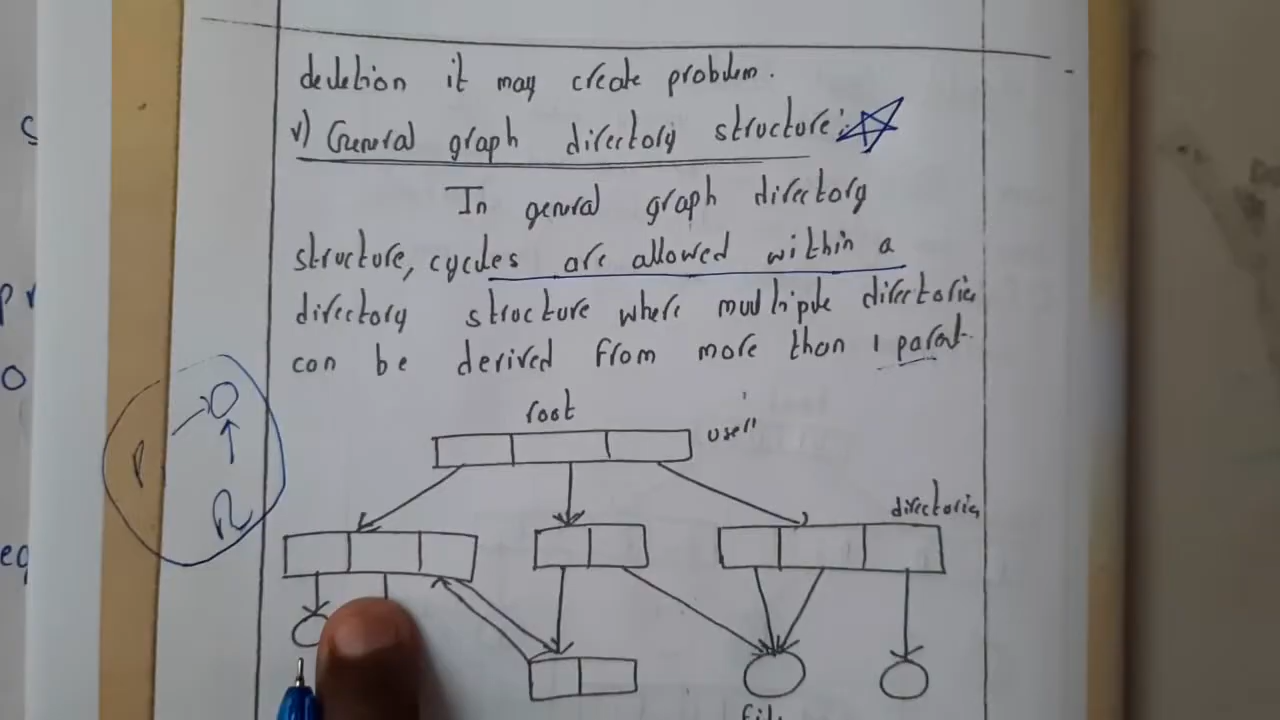 deletion it may create problem.
v) General graph directory structure:
In general graph directory
structure, cycles are allowed within a
directory structure where multiple directories
can be derived from more than 1 parent.
root
user
directories
R